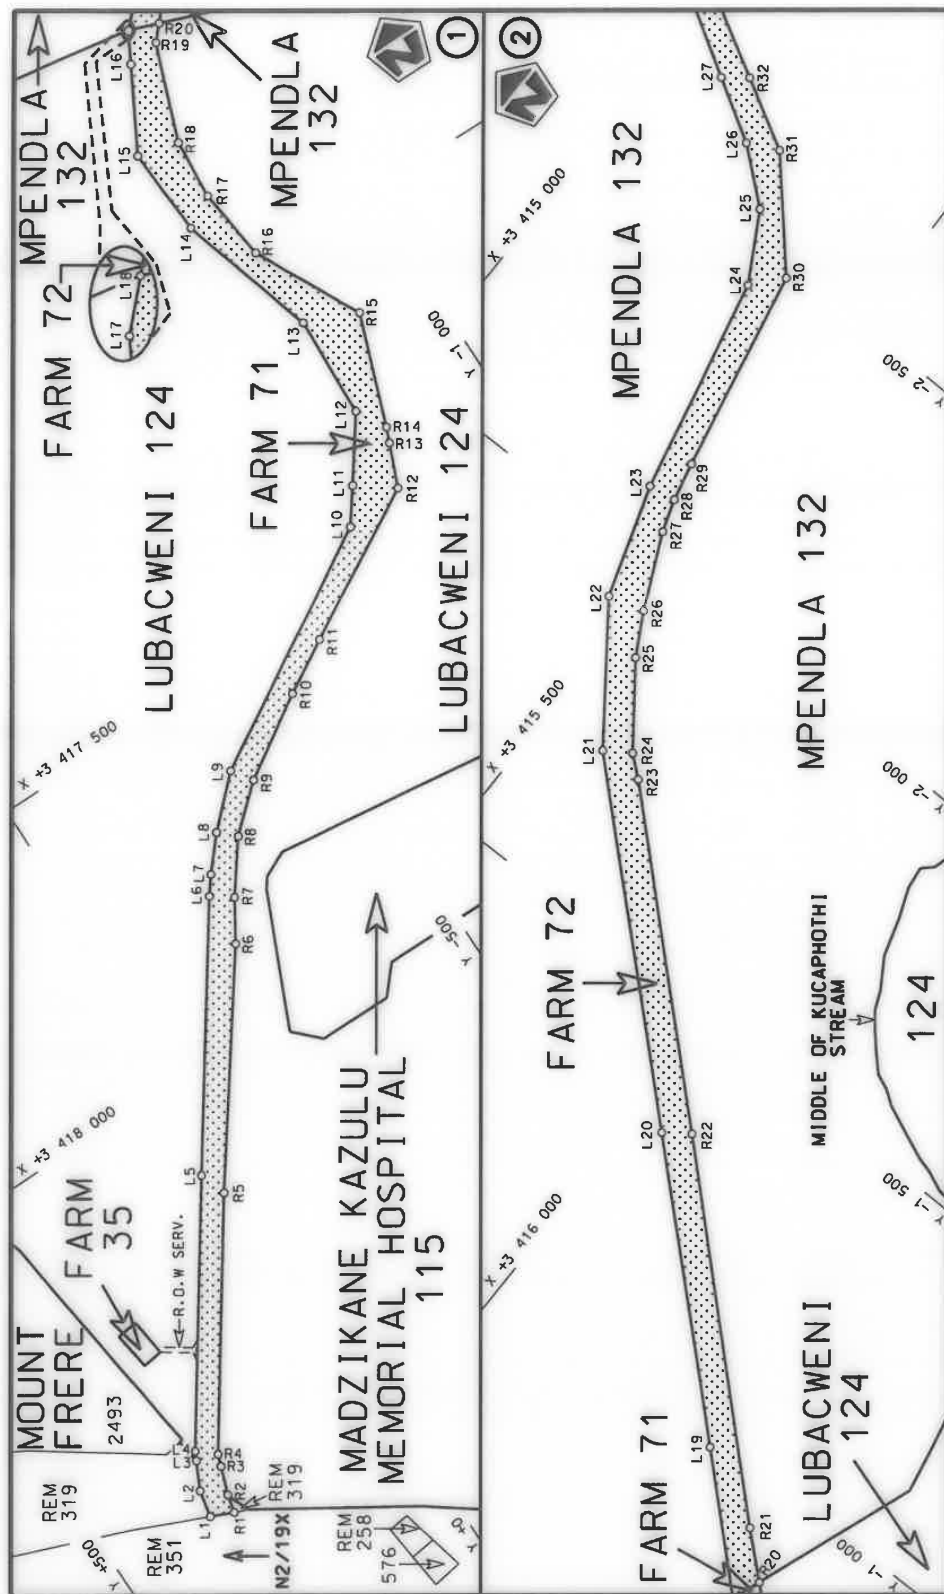 1
MPENDLA
132
FARM 72
LUBACWENI 124
FARM 71
MPENDLA
132
LUBACWENI 124
X +3 417 500
X +3 418 000
Y -1 000
Y -500
Y ±0
Y +500
MOUNT
FRERE
2493
FARM
35
R.O.W SERV.
REM
319
REM
351
N2/19X
REM
319
REM
258
576
MADZIKANE KAZULU
MEMORIAL HOSPITAL
115
L1
L2
L3
L4
L5
L6
L7
L8
L9
L10
L11
L12
L13
L14
L15
L16
L17
L18
R1
R2
R3
R4
R5
R6
R7
R8
R9
R10
R11
R12
R13
R14
R15
R16
R17
R18
R19
R20
2
MPENDLA 132
X +3 415 000
X +3 415 500
X +3 416 000
Y -2 500
Y -2 000
Y -1 500
Y -1 000
MPENDLA 132
FARM 72
MIDDLE OF KUCAPHOTHI
STREAM
124
FARM 71
LUBACWENI
124
L19
L20
L21
L22
L23
L24
L25
L26
L27
R20
R21
R22
R23
R24
R25
R26
R27
R28
R29
R30
R31
R32